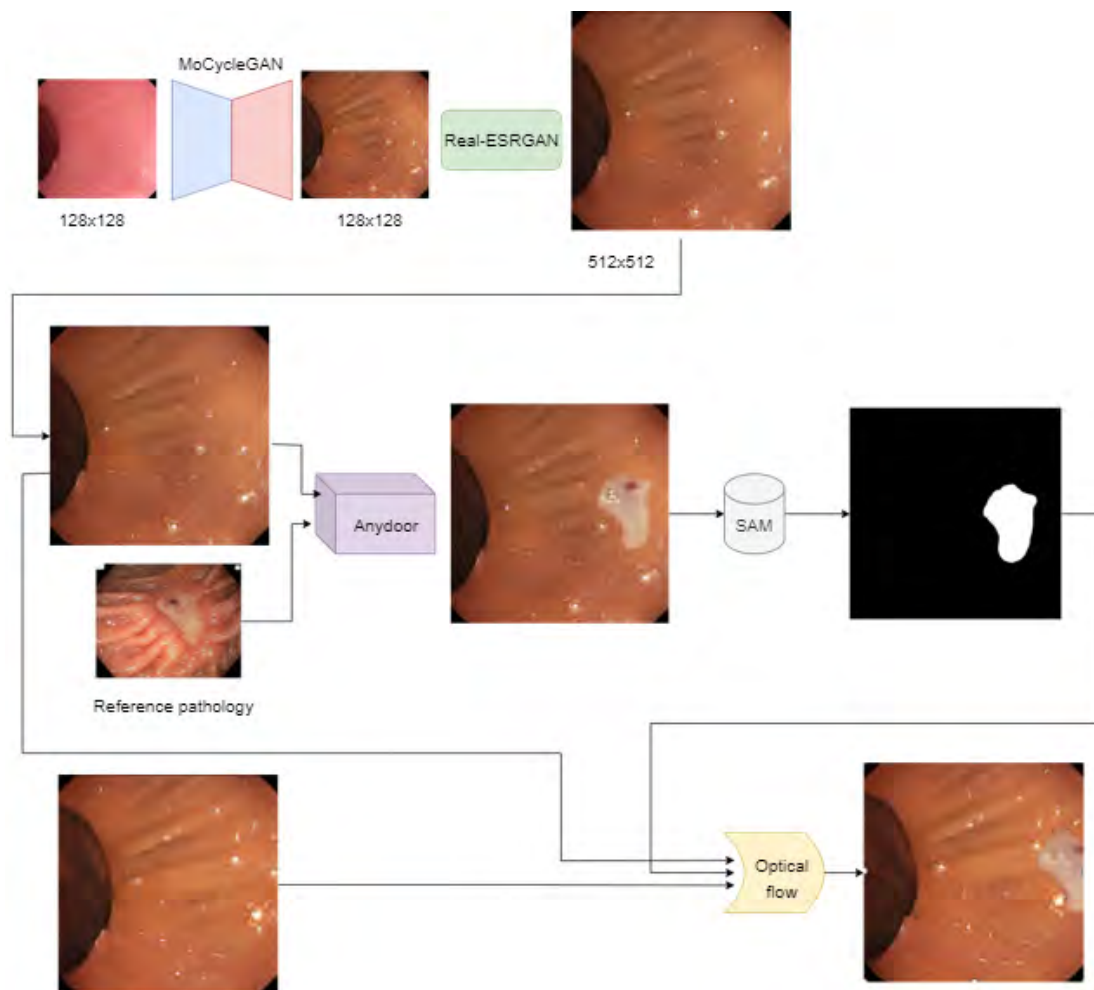 MoCycleGAN
Real-ESRGAN
128x128
128x128
512x512
Anydoor
SAM
Reference pathology
Optical
flow